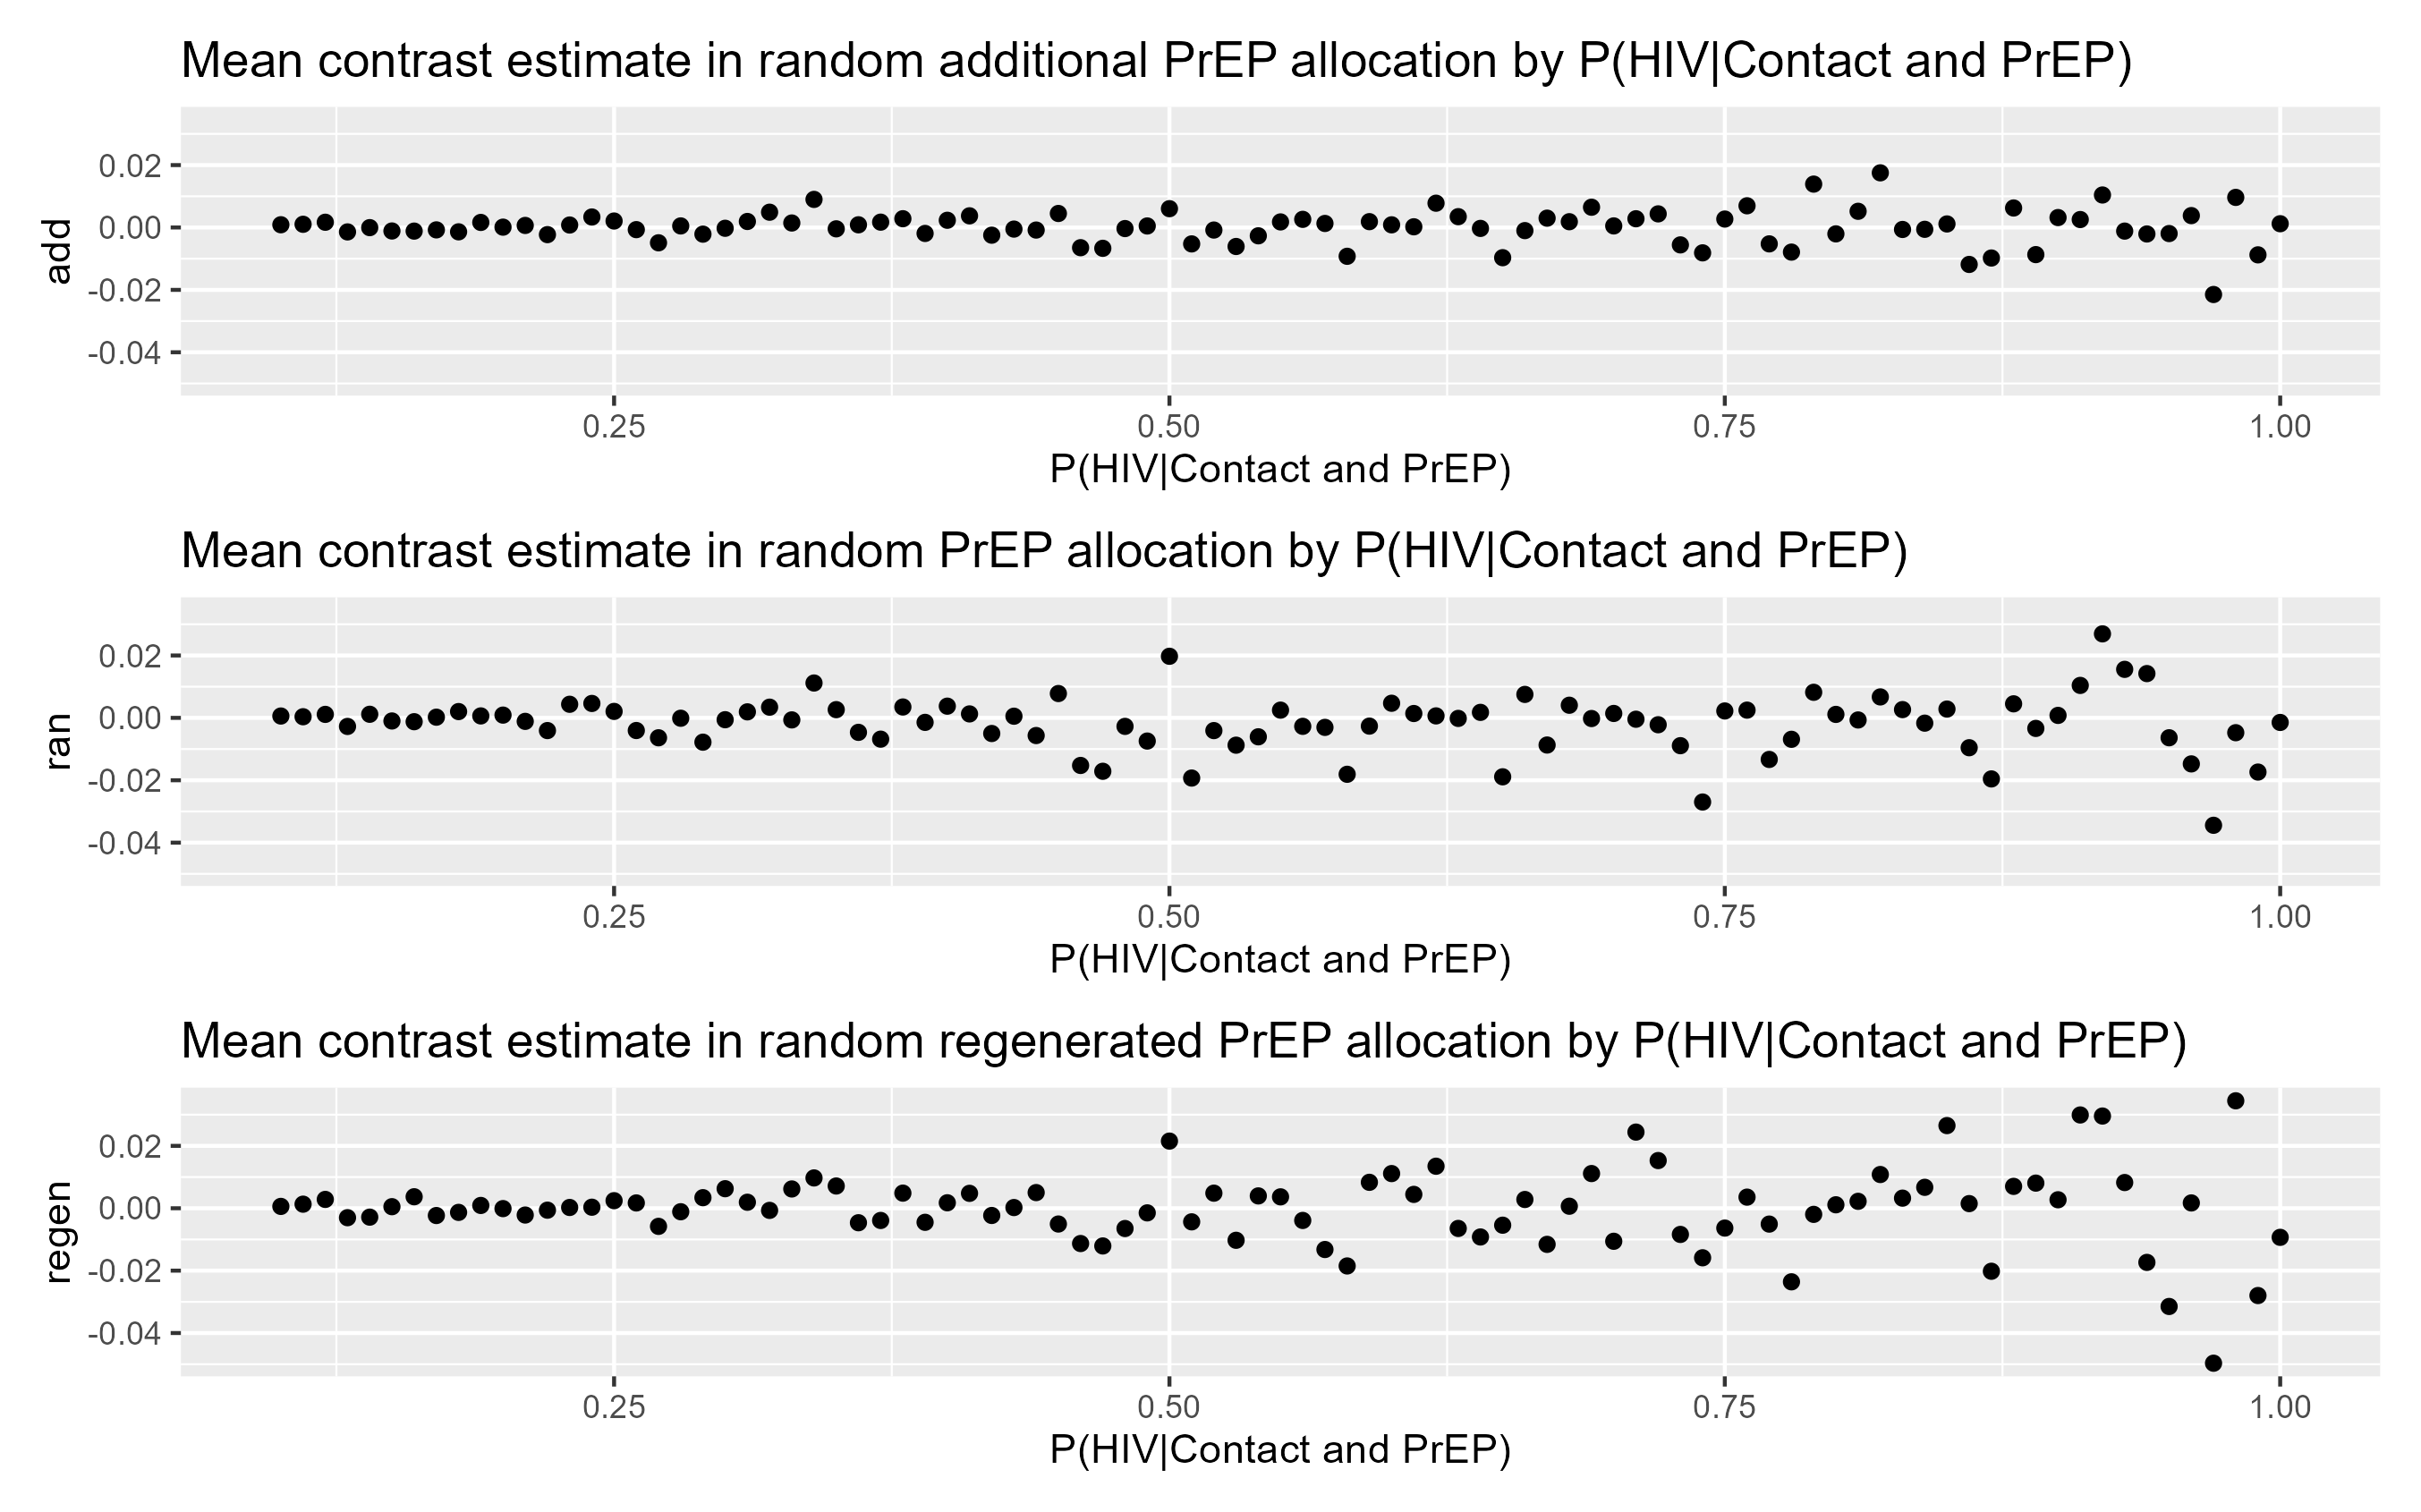 Mean contrast estimate in random additional PrEP allocation by P(HIV|Contact and PrEP)
0.02
0.00
-0.02
-0.04
add
0.25 0.50 0.75 1.00
P(HIV|Contact and PrEP)
Mean contrast estimate in random PrEP allocation by P(HIV|Contact and PrEP)
0.02
0.00
-0.02
-0.04
ran
0.25 0.50 0.75 1.00
P(HIV|Contact and PrEP)
Mean contrast estimate in random regenerated PrEP allocation by P(HIV|Contact and PrEP)
0.02
0.00
-0.02
-0.04
regen
0.25 0.50 0.75 1.00
P(HIV|Contact and PrEP)